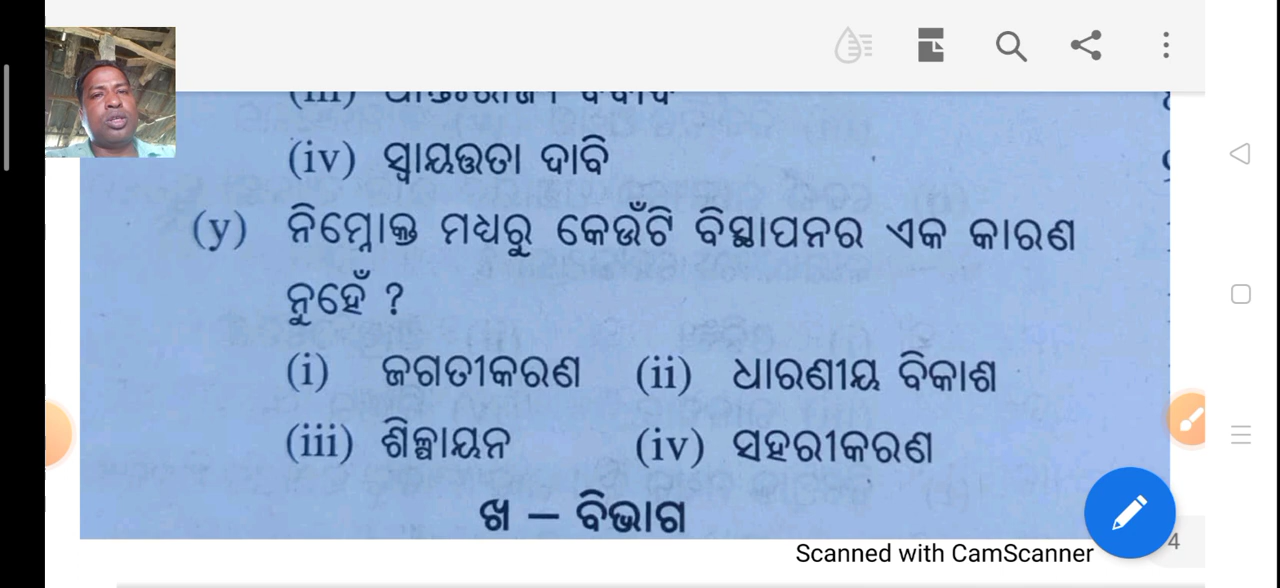 (iv) ସ୍ୱାୟତ୍ତତା ଦାବି
(y) ନିମ୍ନୋକ୍ତ ମଧ୍ୟରୁ କେଉଁଟି ବିସ୍ଥାପନର ଏକ କାରଣ
ନୁହେଁ ?
(i) ଜଗତୀକରଣ (ii) ଧାରଣୀୟ ବିକାଶ
(iii) ଶିଳ୍ପାୟନ (iv) ସହରୀକରଣ
ଖ – ବିଭାଗ
Scanned with CamScanner
4